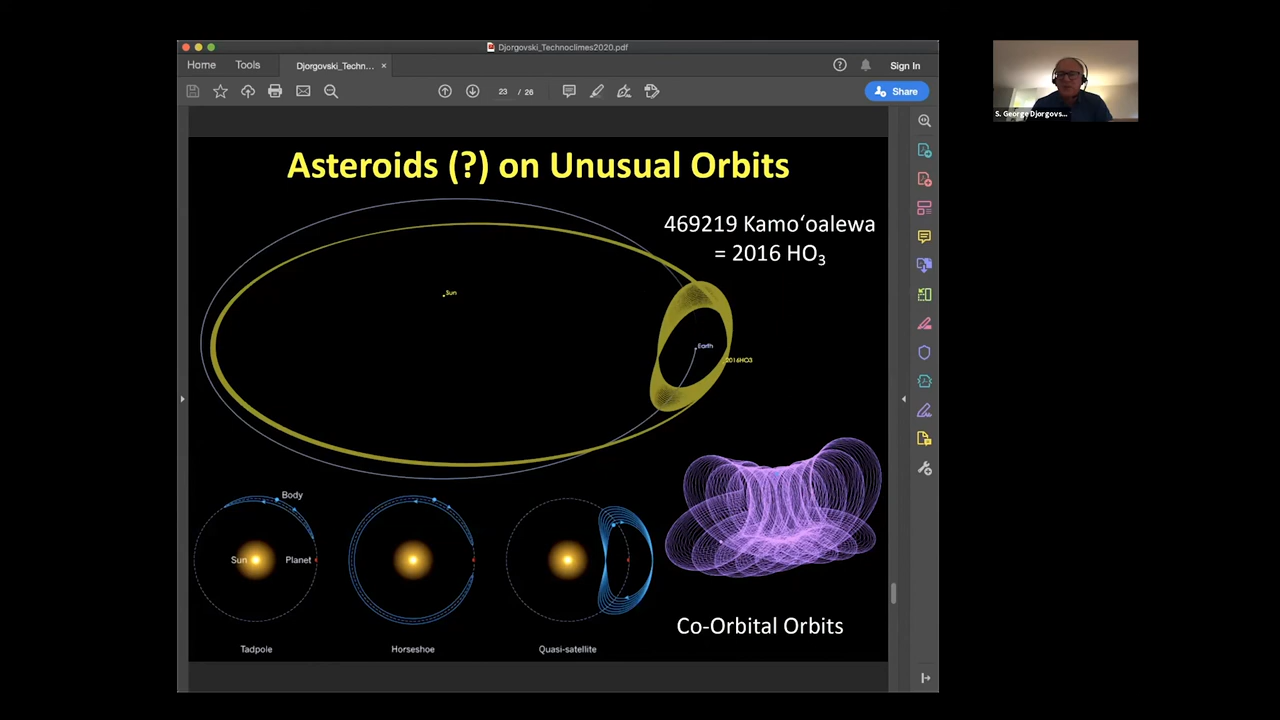 Djorgovski_Technoclimes2020.pdf
Home Tools Djorgovski_Techn... × Sign In
23 / 26 Share
S. George Djorgovs...
Asteroids (?) on Unusual Orbits
469219 Kamoʻoalewa
= 2016 HO₃
Sun
Earth
2016HO3
Body
Sun Planet
Tadpole Horseshoe Quasi-satellite
Co-Orbital Orbits